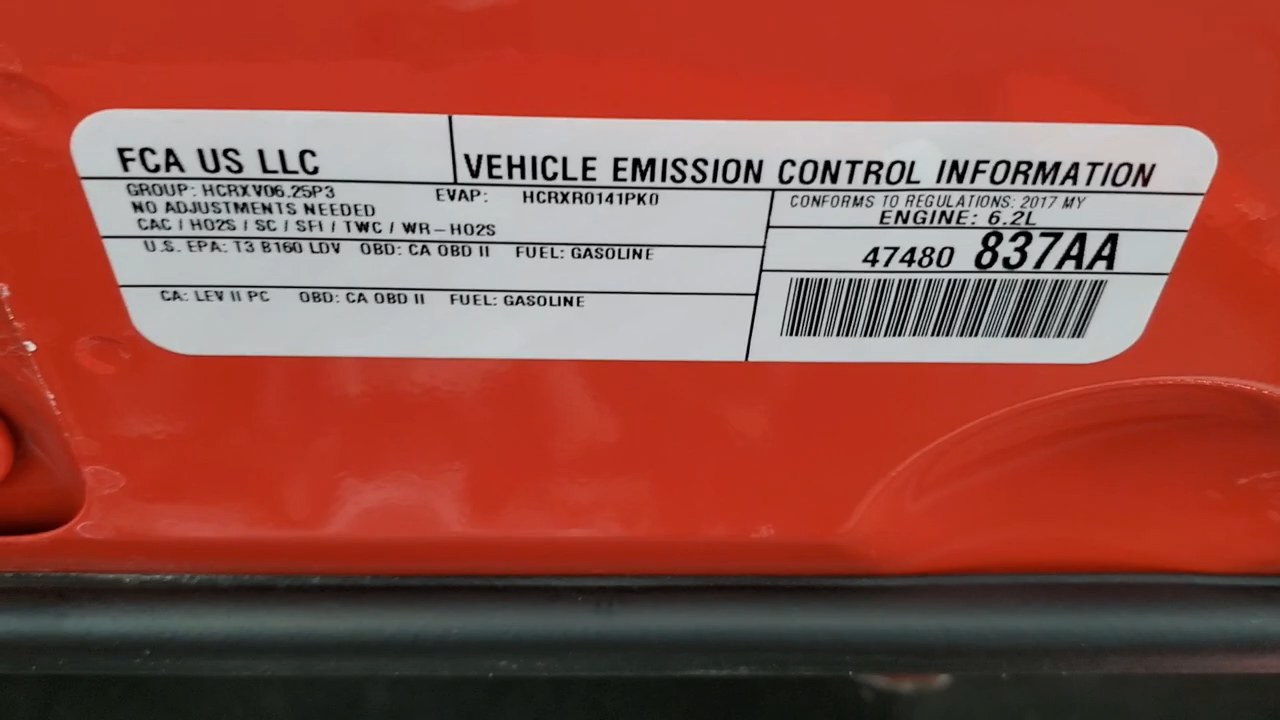 FCA US LLC
VEHICLE EMISSION CONTROL INFORMATION
GROUP: HCRXV06.25P3 EVAP: HCRXR0141PK0
NO ADJUSTMENTS NEEDED
CAC / HO2S / SC / SFI / TWC / WR-HO2S
U.S. EPA: T3 B160 LDV OBD: CA OBD II FUEL: GASOLINE
CA: LEV II PC OBD: CA OBD II FUEL: GASOLINE
CONFORMS TO REGULATIONS: 2017 MY
ENGINE: 6.2L
47480 837AA